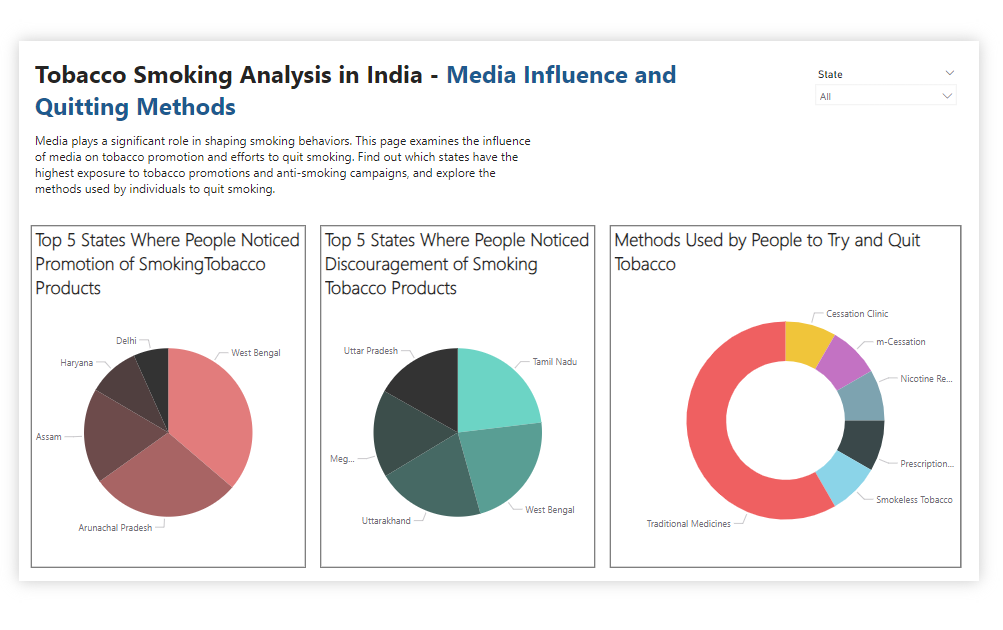 Tobacco Smoking Analysis in India - Media Influence and
Quitting Methods
State
All
Media plays a significant role in shaping smoking behaviors. This page examines the influence
of media on tobacco promotion and efforts to quit smoking. Find out which states have the
highest exposure to tobacco promotions and anti-smoking campaigns, and explore the
methods used by individuals to quit smoking.
Top 5 States Where People Noticed
Promotion of SmokingTobacco
Products
Delhi
Haryana
West Bengal
Assam
Arunachal Pradesh
Top 5 States Where People Noticed
Discouragement of Smoking
Tobacco Products
Uttar Pradesh
Tamil Nadu
Meg...
West Bengal
Uttarakhand
Methods Used by People to Try and Quit
Tobacco
Cessation Clinic
m-Cessation
Nicotine Re...
Prescription...
Smokeless Tobacco
Traditional Medicines